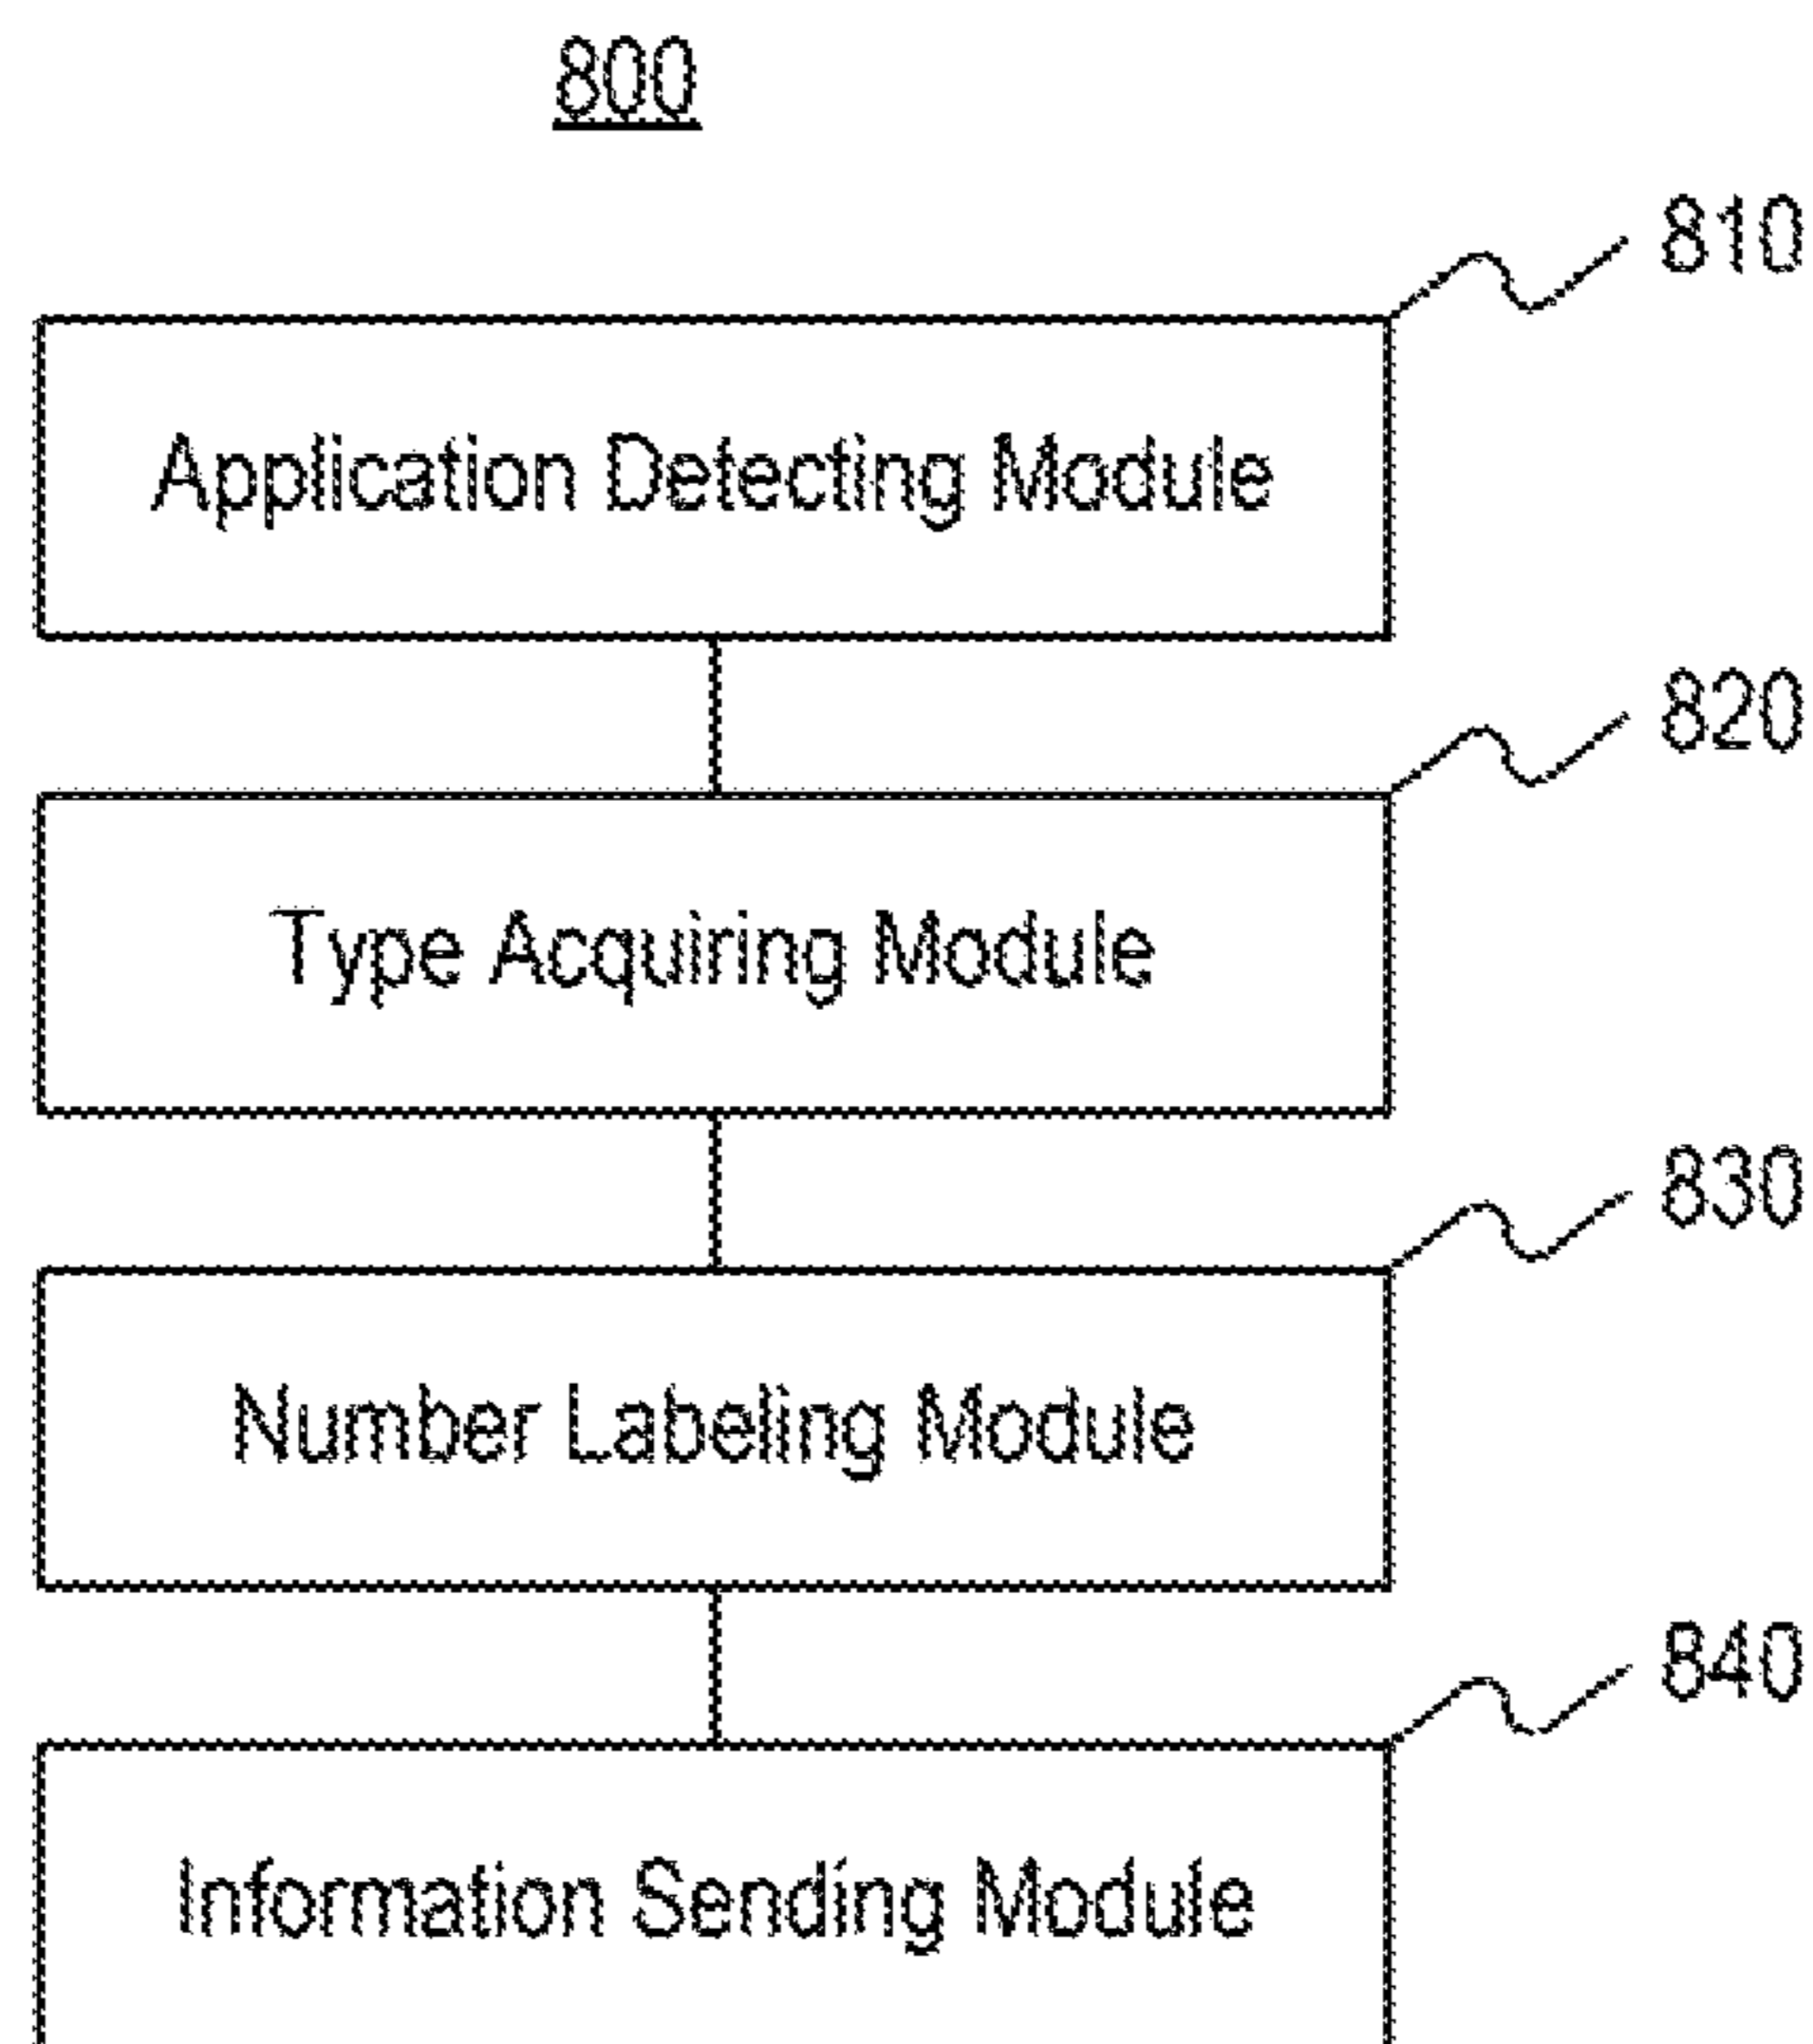 800
810
Application Detecting Module
820
Type Acquiring Module
830
Number Labeling Module
840
Information Sending Module